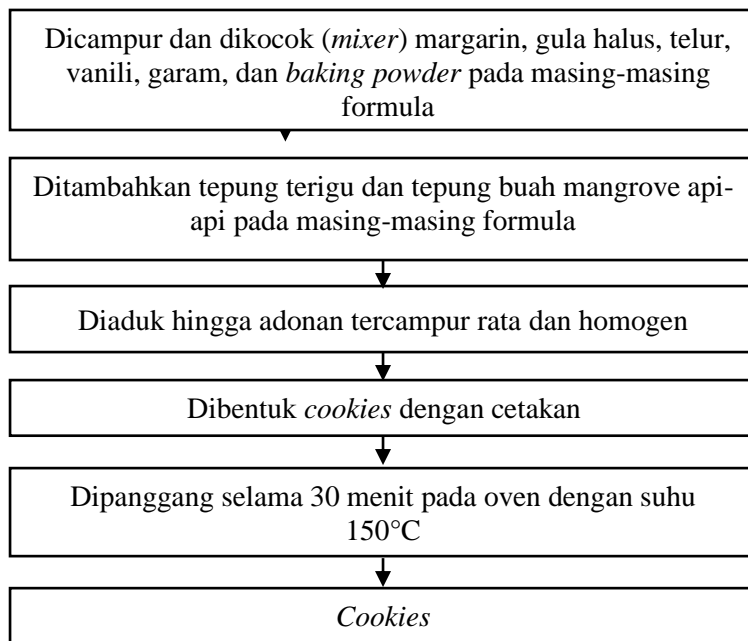 Dicampur dan dikocok (mixer) margarin, gula halus, telur,
vanili, garam, dan baking powder pada masing-masing
formula
Ditambahkan tepung terigu dan tepung buah mangrove api-
api pada masing-masing formula
Diaduk hingga adonan tercampur rata dan homogen
Dibentuk cookies dengan cetakan
Dipanggang selama 30 menit pada oven dengan suhu
150°C
Cookies